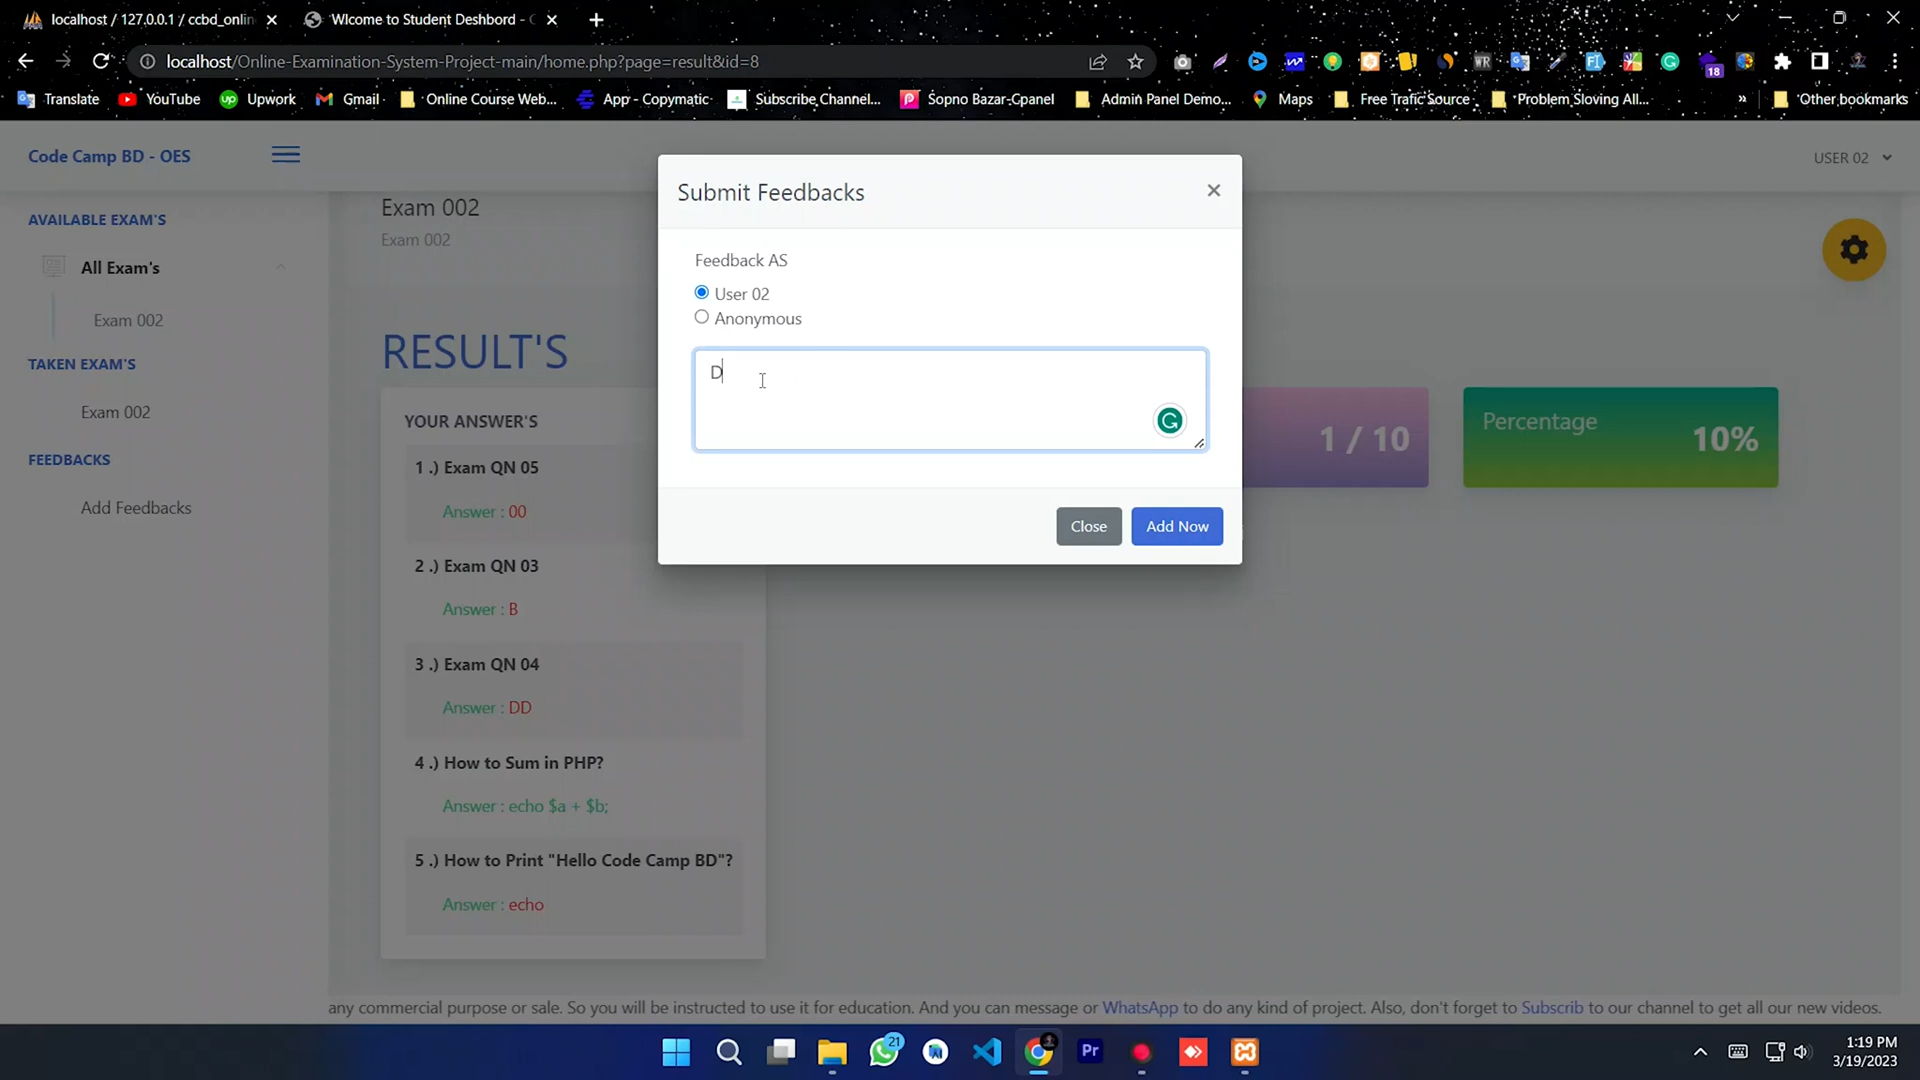 localhost / 127.0.0.1 / ccbd_onlin
Wlcome to Student Deshbord - C
localhost/Online-Examination-System-Project-main/home.php?page=result&id=8
WR
18
Translate
YouTube
Upwork
Gmail
Online Course Web...
App - Copymatic
Subscribe Channel...
Sopno Bazar-Cpanel
Admin Panel Demo...
Maps
Free Trafic Source
Problem Sloving All...
»
Other bookmarks
Code Camp BD - OES
USER 02
AVAILABLE EXAM'S
All Exam's
Exam 002
TAKEN EXAM'S
Exam 002
FEEDBACKS
Add Feedbacks
Exam 002
Exam 002
RESULT'S
YOUR ANSWER'S
1 .) Exam QN 05
Answer : 00
2 .) Exam QN 03
Answer : B
3 .) Exam QN 04
Answer : DD
4 .) How to Sum in PHP?
Answer : echo $a + $b;
5 .) How to Print "Hello Code Camp BD"?
Answer : echo
Submit Feedbacks
×
Feedback AS
User 02
Anonymous
D
Close
Add Now
1 / 10
Percentage
10%
any commercial purpose or sale. So you will be instructed to use it for education. And you can message or WhatsApp to do any kind of project. Also, don't forget to Subscrib to our channel to get all our new videos.
21
Pr
1:19 PM
3/19/2023